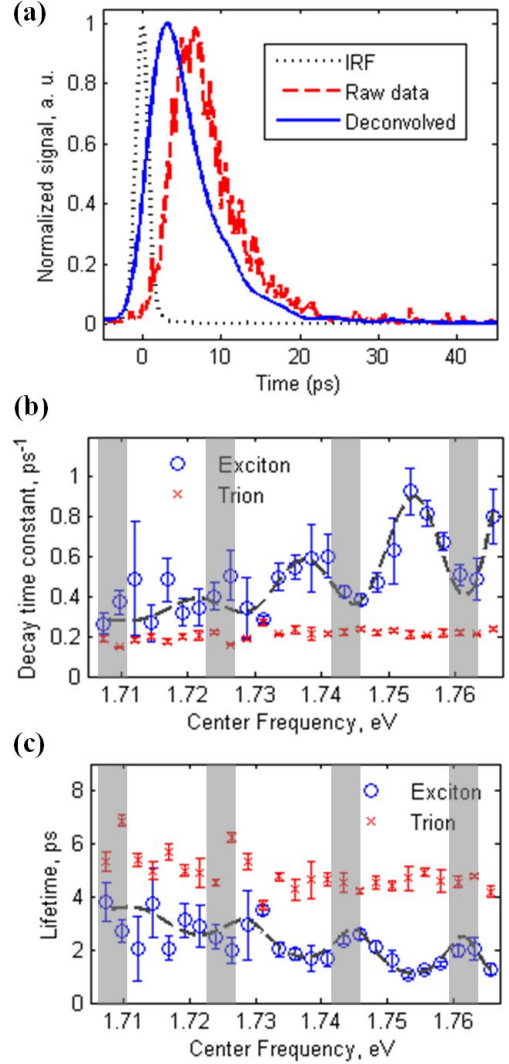 (a)
Normalized signal, a. u.
1
0.8
0.6
0.4
0.2
0
IRF
Raw data
Deconvolved
0 10 20 30 40
Time (ps)
(b)
Decay time constant, ps-1
1
0.8
0.6
0.4
0.2
0
Exciton
Trion
1.71 1.72 1.73 1.74 1.75 1.76
Center Frequency, eV
(c)
Lifetime, ps
8
6
4
2
0
Exciton
Trion
1.71 1.72 1.73 1.74 1.75 1.76
Center Frequency, eV